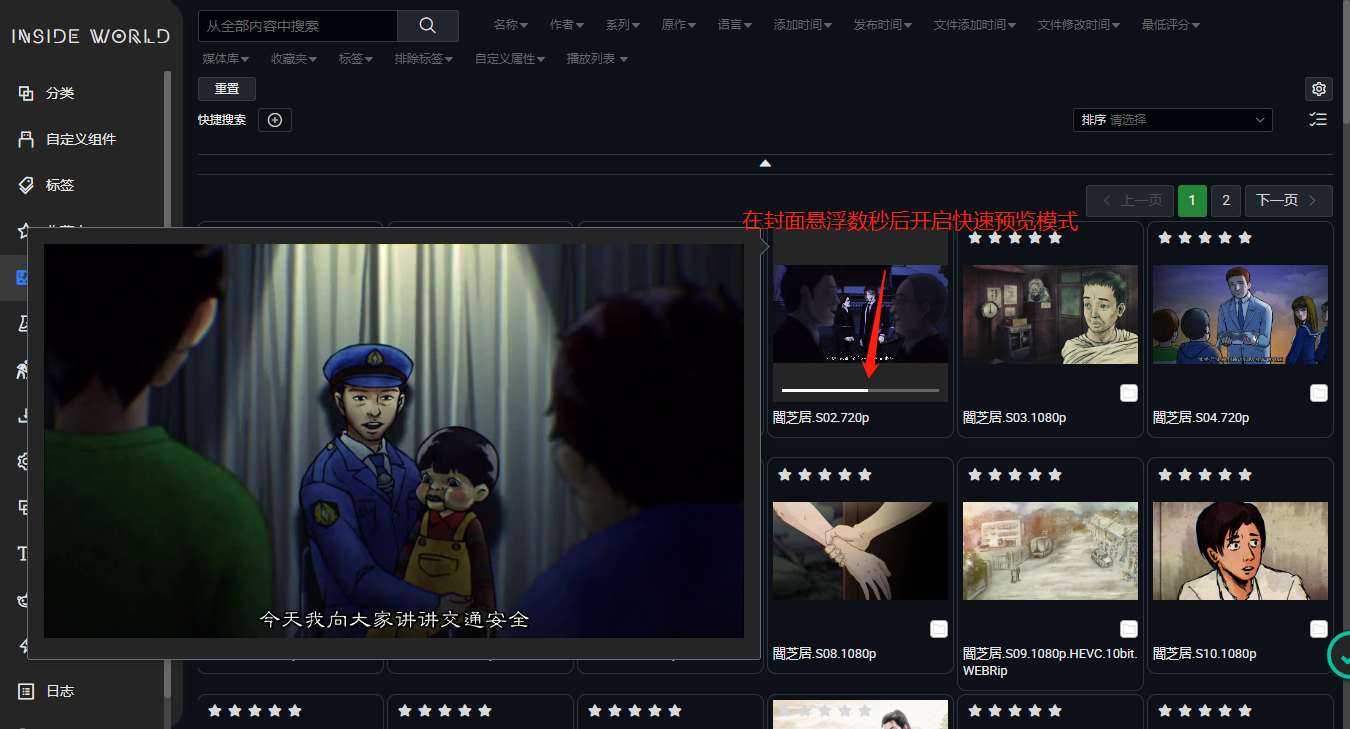 INSIDE WORLD
从全部内容中搜索
名称 作者 系列 原作 语言 添加时间 发布时间 文件添加时间 文件修改时间 最低评分
媒体库 收藏夹 标签 排除标签 自定义属性 播放列表
重置
快捷搜索
排序 请选择
分类
自定义组件
标签
上一页 1 2 下一页
在封面悬浮数秒后开启快速预览模式
今天我向大家讲讲交通安全
闇芝居.S02.720p
闇芝居.S03.1080p
闇芝居.S04.720p
闇芝居.S08.1080p
闇芝居.S09.1080p.HEVC.10bit.
WEBRip
闇芝居.S10.1080p
日志